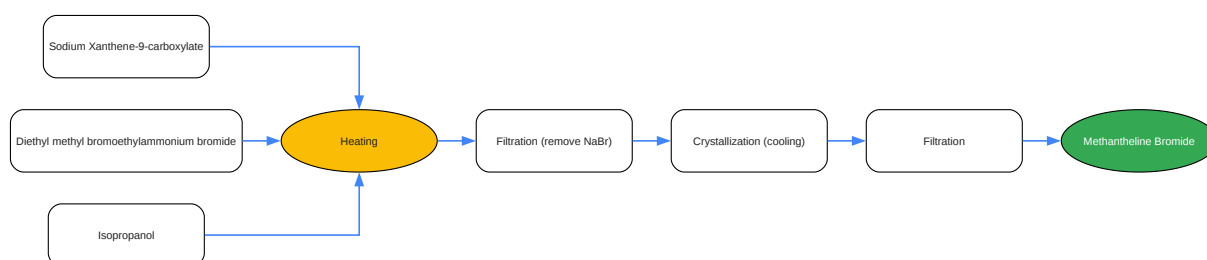 Sodium Xanthene-9-carboxylate
Diethyl methyl bromoethylammonium bromide
Heating
Filtration (remove NaBr)
Crystallization (cooling)
Filtration
Methantheline Bromide
Isopropanol